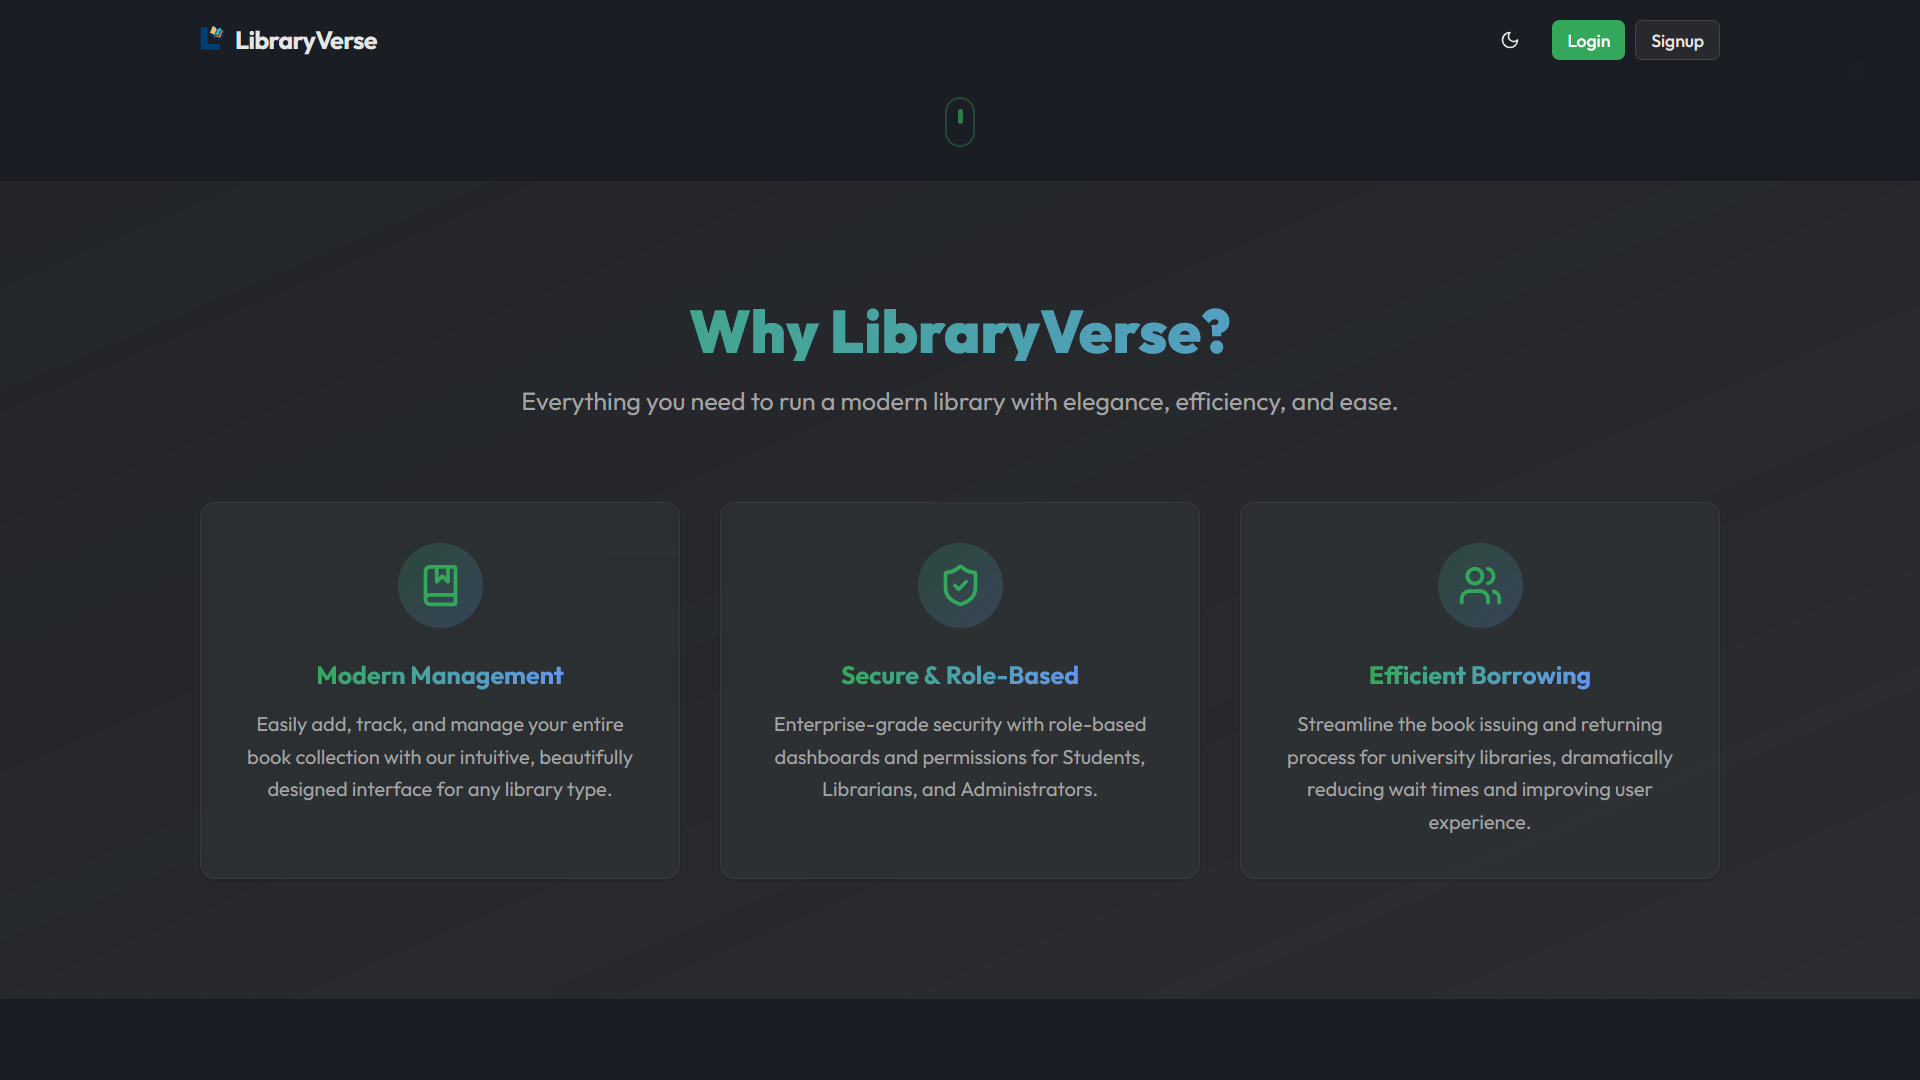 LibraryVerse
Login
Signup
Why LibraryVerse?
Everything you need to run a modern library with elegance, efficiency, and ease.
Modern Management
Easily add, track, and manage your entire
book collection with our intuitive, beautifully
designed interface for any library type.
Secure & Role-Based
Enterprise-grade security with role-based
dashboards and permissions for Students,
Librarians, and Administrators.
Efficient Borrowing
Streamline the book issuing and returning
process for university libraries, dramatically
reducing wait times and improving user
experience.